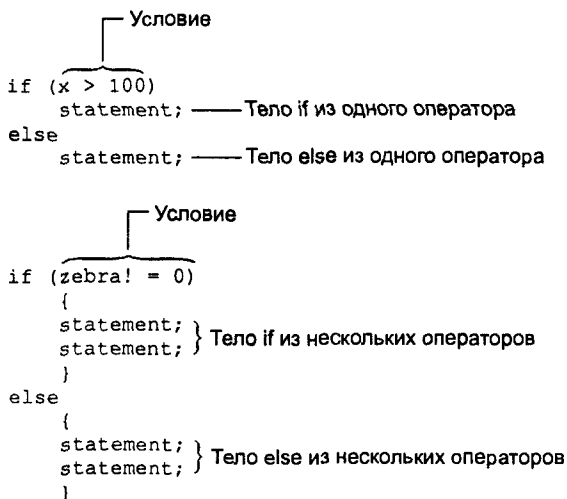 Условие
if (x > 100)
statement; Тело if из одного оператора
else
statement; Тело else из одного оператора
Условие
if (zebra! = 0)
{
statement;
statement; } Тело if из нескольких операторов
}
else
{
statement;
statement; } Тело else из нескольких операторов
}